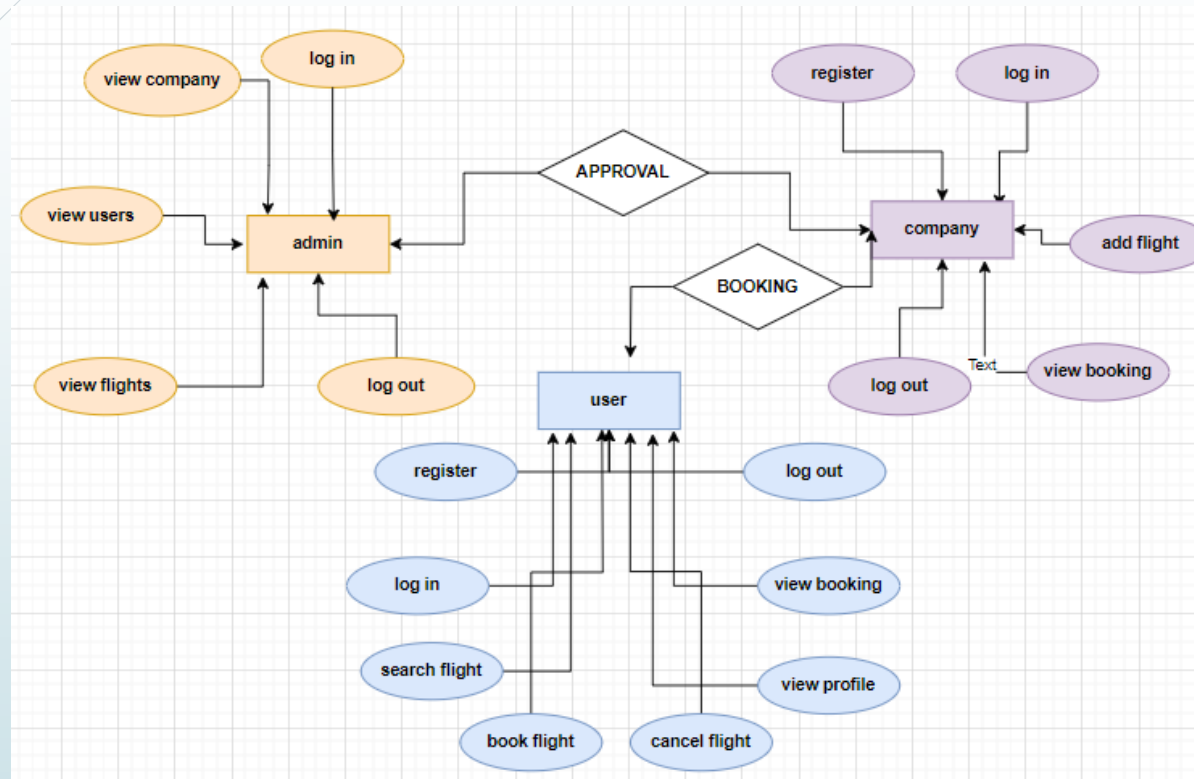 log in
view company
register
log in
APPROVAL
view users
admin
company
add flight
BOOKING
view flights
log out
Text
view booking
log out
user
register
log out
log in
view booking
search flight
view profile
book flight
cancel flight